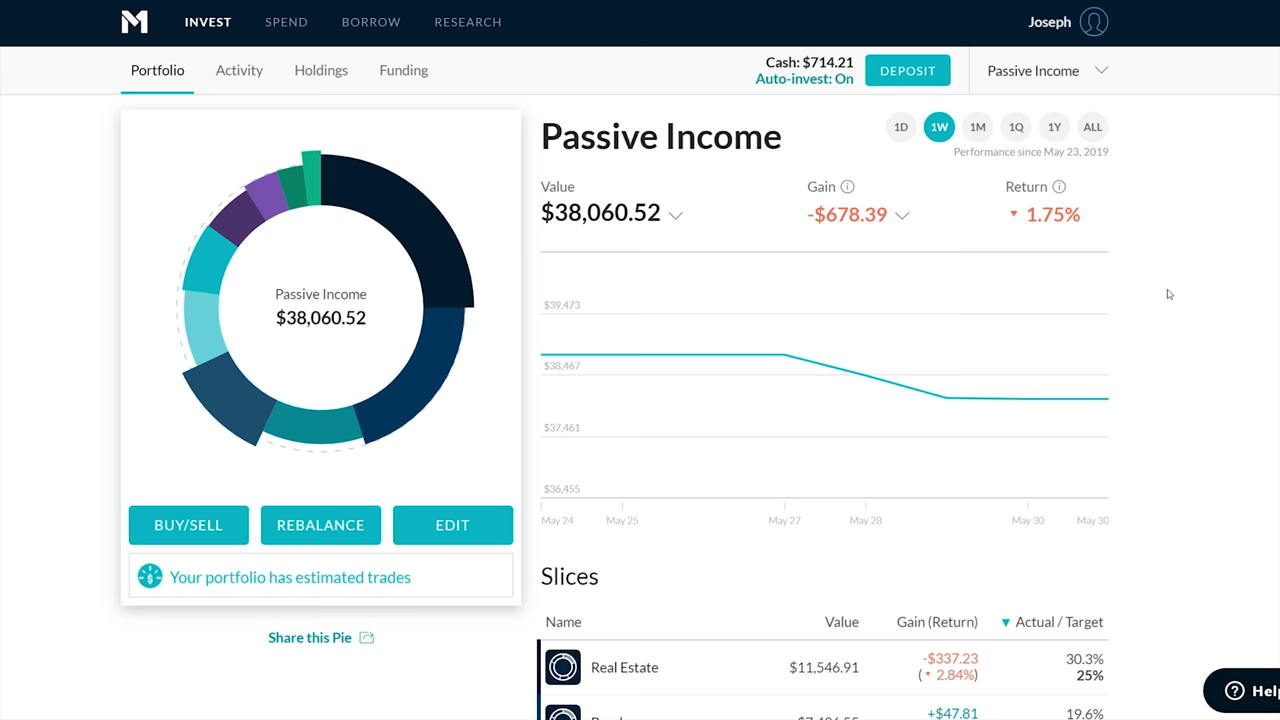 INVEST SPEND BORROW RESEARCH
Joseph
Portfolio Activity Holdings Funding
Cash: $714.21
Auto-invest: On
DEPOSIT
Passive Income
Passive Income
$38,060.52
BUY/SELL REBALANCE EDIT
Your portfolio has estimated trades
Share this Pie
Passive Income
1D 1W 1M 1Q 1Y ALL
Performance since May 23, 2019
Value Gain Return
$38,060.52 -$678.39 1.75%
$39,473
$38,467
$37,461
$36,455
May 24 May 25 May 27 May 28 May 30 May 30
Slices
Name Value Gain (Return) Actual / Target
Real Estate $11,546.91 -$337.23 30.3%
(2.84%) 25%
+$47.81 19.6%
Help